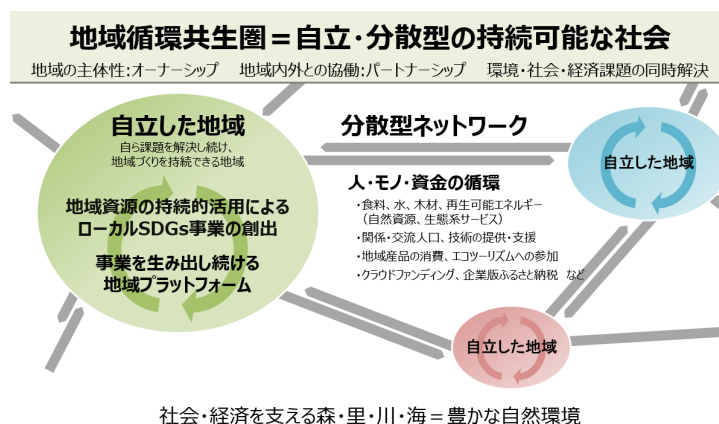 地域循環共生圏＝自立・分散型の持続可能な社会
地域の主体性:オーナーシップ　地域内外との協働:パートナーシップ　環境・社会・経済課題の同時解決
自立した地域
自ら課題を解決し続け、
地域づくりを持続できる地域
地域資源の持続的活用による
ローカルSDGs事業の創出
事業を生み出し続ける
地域プラットフォーム
分散型ネットワーク
人・モノ・資金の循環
・食料、水、木材、再生可能エネルギー
（自然資源、生態系サービス）
・関係・交流人口、技術の提供・支援
・地域産品の消費、エコツーリズムへの参加
・クラウドファンディング、企業版ふるさと納税　など
自立した地域
自立した地域
社会・経済を支える森・里・川・海＝豊かな自然環境